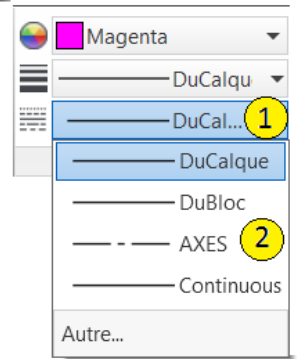 Magenta
DuCalqu
DuCal... 1
DuCalque
DuBloc
AXES 2
Continuous
Autre...